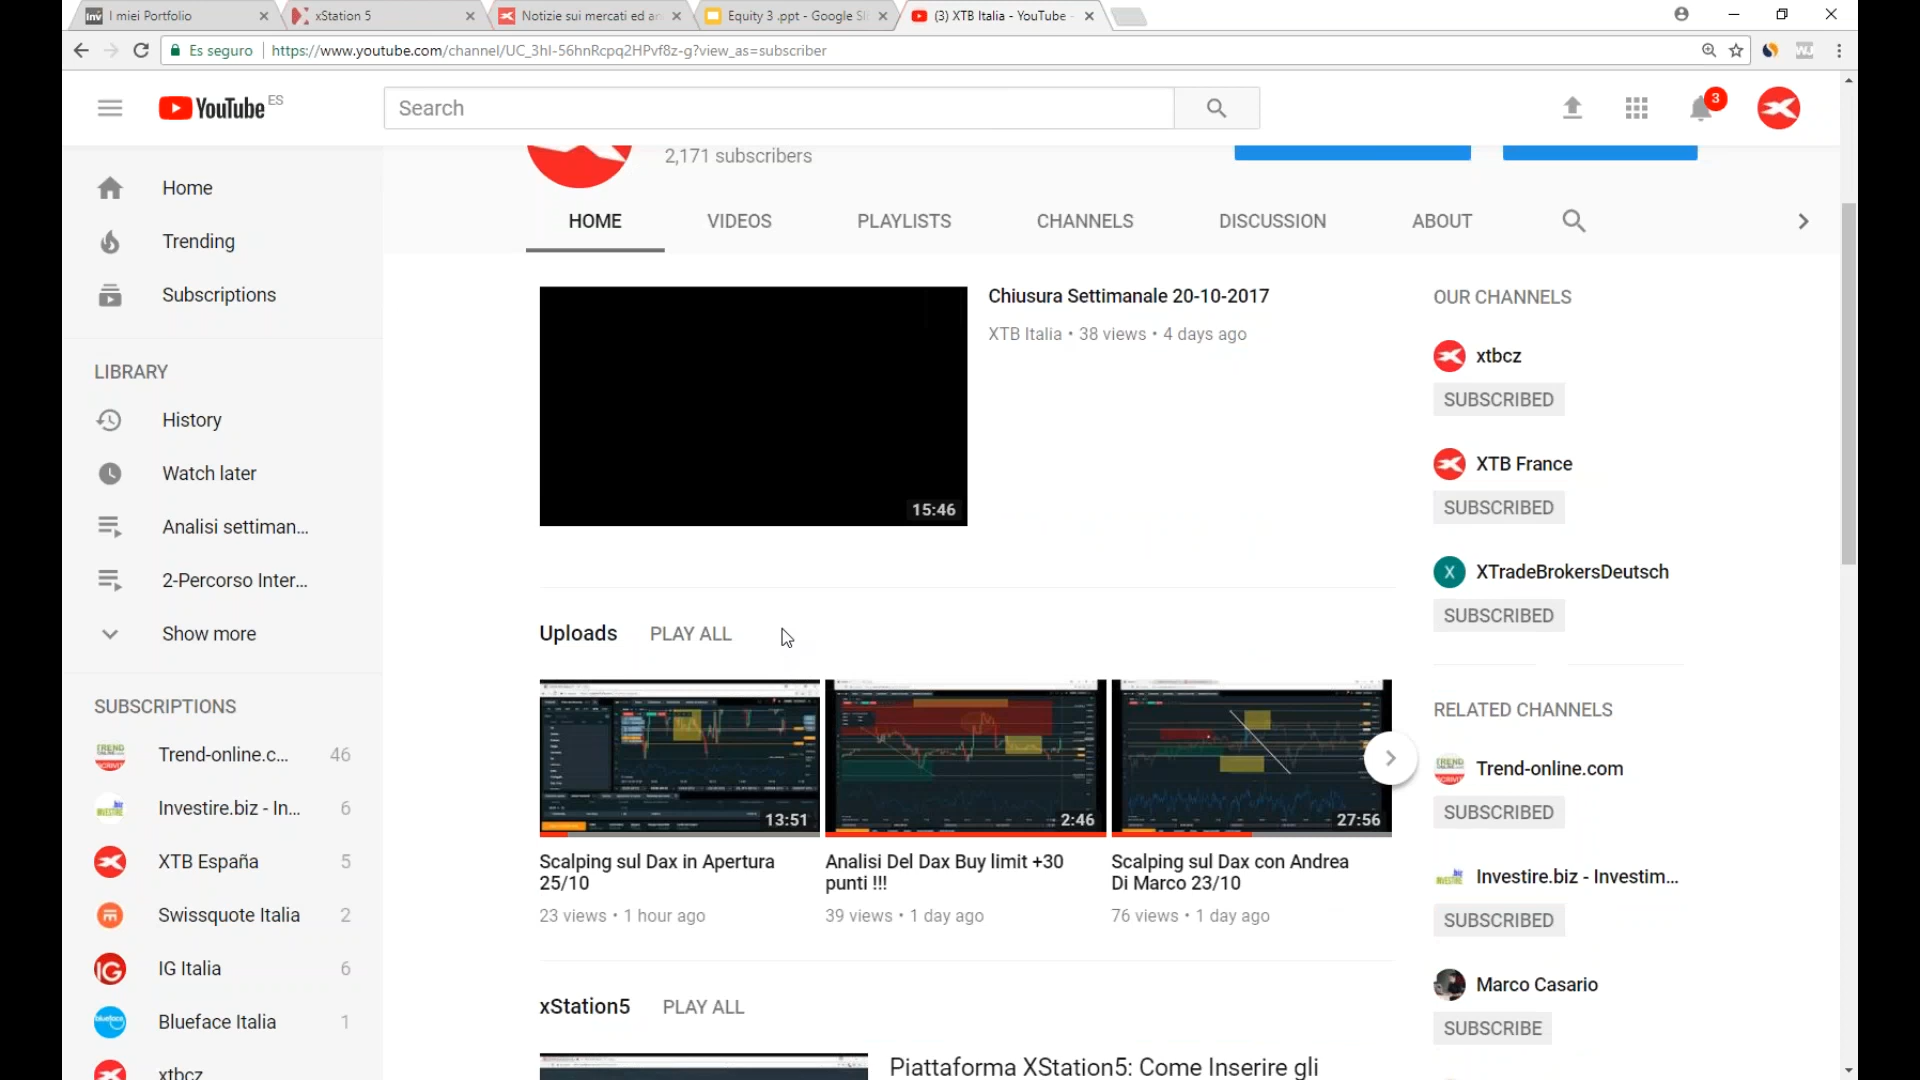 I miei Portfolio
xStation 5
Notizie sui mercati ed an
Equity 3 .ppt - Google Sl
(3) XTB Italia - YouTube -
Es seguro
https://www.youtube.com/channel/UC_3hI-56hnRcpq2HPvf8z-g?view_as=subscriber
YouTube ES
Search
3
2,171 subscribers
HOME
VIDEOS
PLAYLISTS
CHANNELS
DISCUSSION
ABOUT
Home
Trending
Subscriptions
LIBRARY
History
Watch later
Analisi settiman...
2-Percorso Inter...
Show more
SUBSCRIPTIONS
Trend-online.c... 46
Investire.biz - In... 6
XTB España 5
Swissquote Italia 2
IG Italia 6
Blueface Italia 1
xtbcz
15:46
Chiusura Settimanale 20-10-2017
XTB Italia • 38 views • 4 days ago
Uploads PLAY ALL
13:51
Scalping sul Dax in Apertura
25/10
23 views • 1 hour ago
2:46
Analisi Del Dax Buy limit +30
punti !!!
39 views • 1 day ago
27:56
Scalping sul Dax con Andrea
Di Marco 23/10
76 views • 1 day ago
xStation5 PLAY ALL
Piattaforma XStation5: Come Inserire gli
OUR CHANNELS
xtbcz
SUBSCRIBED
XTB France
SUBSCRIBED
X
XTradeBrokersDeutsch
SUBSCRIBED
RELATED CHANNELS
Trend-online.com
SUBSCRIBED
Investire.biz - Investim...
SUBSCRIBED
Marco Casario
SUBSCRIBE